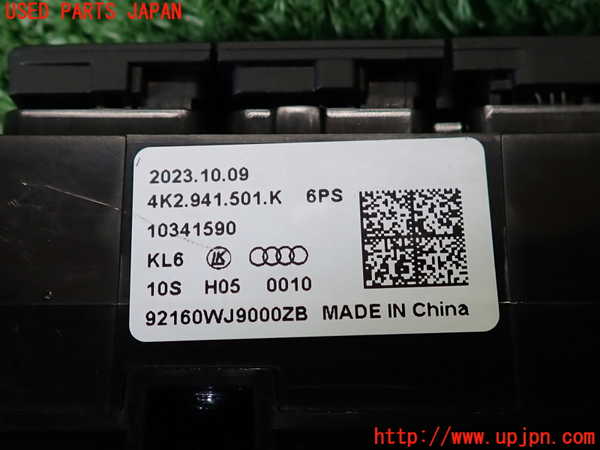 USED PARTS JAPAN
2023.10.09
4K2.941.501.K 6PS
10341590
KL6 LK
10S H05 0010
92160WJ9000ZB MADE IN China
http://www.upjpn.com/